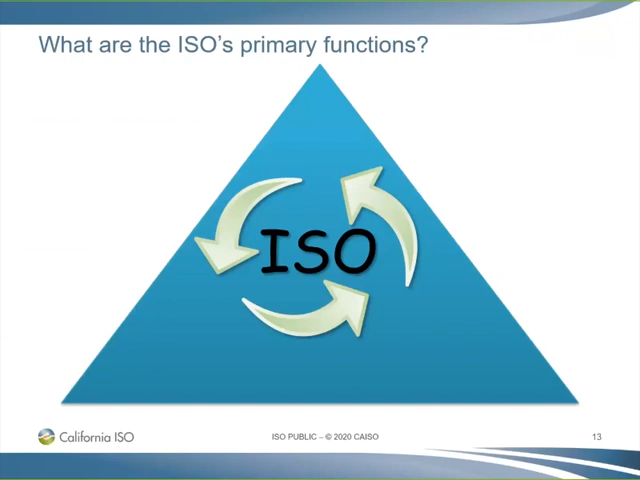 What are the ISO's primary functions?
ISO
California ISO
ISO PUBLIC – © 2020 CAISO
13